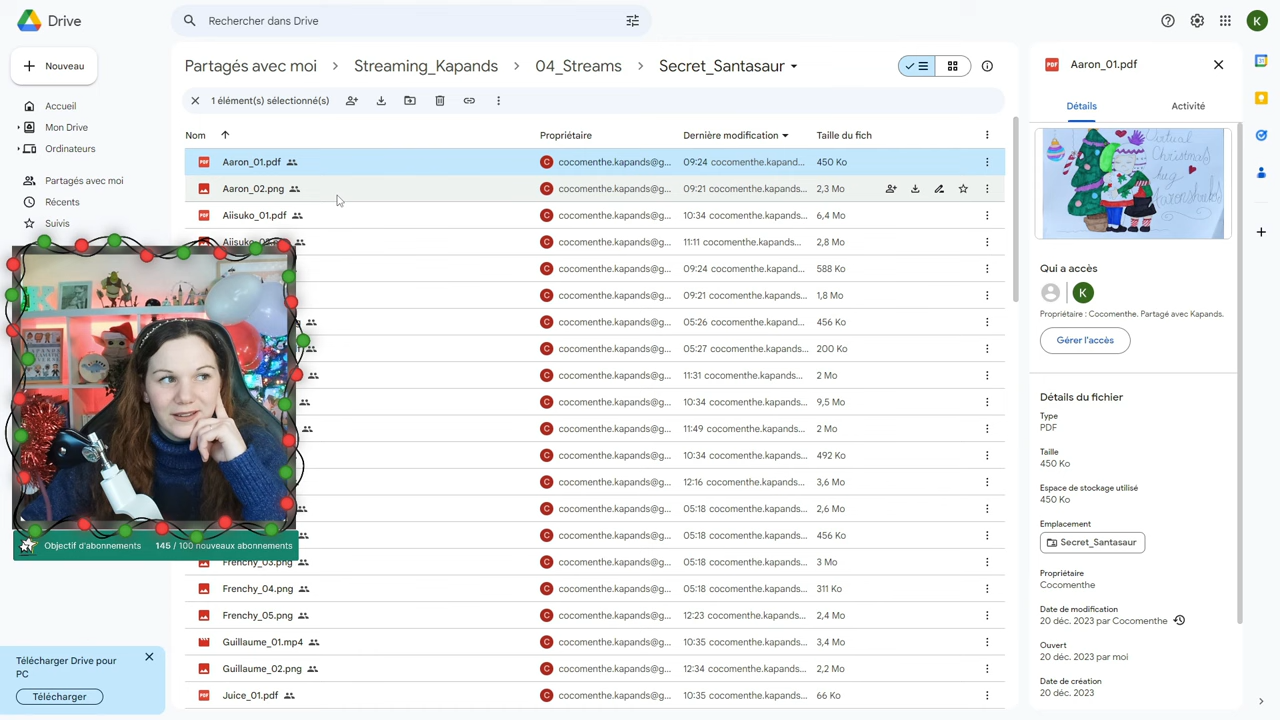 Drive
Rechercher dans Drive
K
Nouveau
Partagés avec moi
Streaming_Kapands
04_Streams
Secret_Santasaur
Aaron_01.pdf
1 élément(s) sélectionné(s)
Détails
Activité
Accueil
Mon Drive
Ordinateurs
Partagés avec moi
Récents
Suivis
Nom
Propriétaire
Dernière modification
Taille du fich
Aaron_01.pdf
C cocomenthe.kapands@g...
09:24 cocomenthe.kapand...
450 Ko
Aaron_02.png
C cocomenthe.kapands@g...
09:21 cocomenthe.kapands...
2,3 Mo
Aiisuko_01.pdf
C cocomenthe.kapands@g...
10:34 cocomenthe.kapands...
6,4 Mo
C cocomenthe.kapands@g...
11:11 cocomenthe.kapands...
2,8 Mo
C cocomenthe.kapands@g...
09:24 cocomenthe.kapands...
588 Ko
C cocomenthe.kapands@g...
09:21 cocomenthe.kapands...
1,8 Mo
C cocomenthe.kapands@g...
05:26 cocomenthe.kapand...
456 Ko
C cocomenthe.kapands@g...
05:27 cocomenthe.kapands...
200 Ko
C cocomenthe.kapands@g...
11:31 cocomenthe.kapands...
2 Mo
C cocomenthe.kapands@g...
10:34 cocomenthe.kapands...
9,5 Mo
C cocomenthe.kapands@g...
11:49 cocomenthe.kapands...
2 Mo
C cocomenthe.kapands@g...
10:34 cocomenthe.kapands...
492 Ko
C cocomenthe.kapands@g...
12:16 cocomenthe.kapands...
3,6 Mo
C cocomenthe.kapands@g...
05:18 cocomenthe.kapands...
2,6 Mo
C cocomenthe.kapands@g...
05:18 cocomenthe.kapands...
456 Ko
Frenchy_03.png
C cocomenthe.kapands@g...
05:18 cocomenthe.kapands...
3 Mo
Frenchy_04.png
C cocomenthe.kapands@g...
05:18 cocomenthe.kapands...
311 Ko
Frenchy_05.png
C cocomenthe.kapands@g...
12:23 cocomenthe.kapands...
2,4 Mo
Guillaume_01.mp4
C cocomenthe.kapands@g...
10:35 cocomenthe.kapands...
3,4 Mo
Guillaume_02.png
C cocomenthe.kapands@g...
12:34 cocomenthe.kapands...
2,2 Mo
Juice_01.pdf
C cocomenthe.kapands@g...
10:35 cocomenthe.kapands...
66 Ko
Objectif d'abonnements
145 / 100 nouveaux abonnements
Télécharger Drive pour
PC
Télécharger
Virtual
Christmas
hug
Qui a accès
K
Propriétaire : Cocomenthe. Partagé avec Kapands.
Gérer l'accès
Détails du fichier
Type
PDF
Taille
450 Ko
Espace de stockage utilisé
450 Ko
Emplacement
Secret_Santasaur
Propriétaire
Cocomenthe
Date de modification
20 déc. 2023 par Cocomenthe
Ouvert
20 déc. 2023 par moi
Date de création
20 déc. 2023